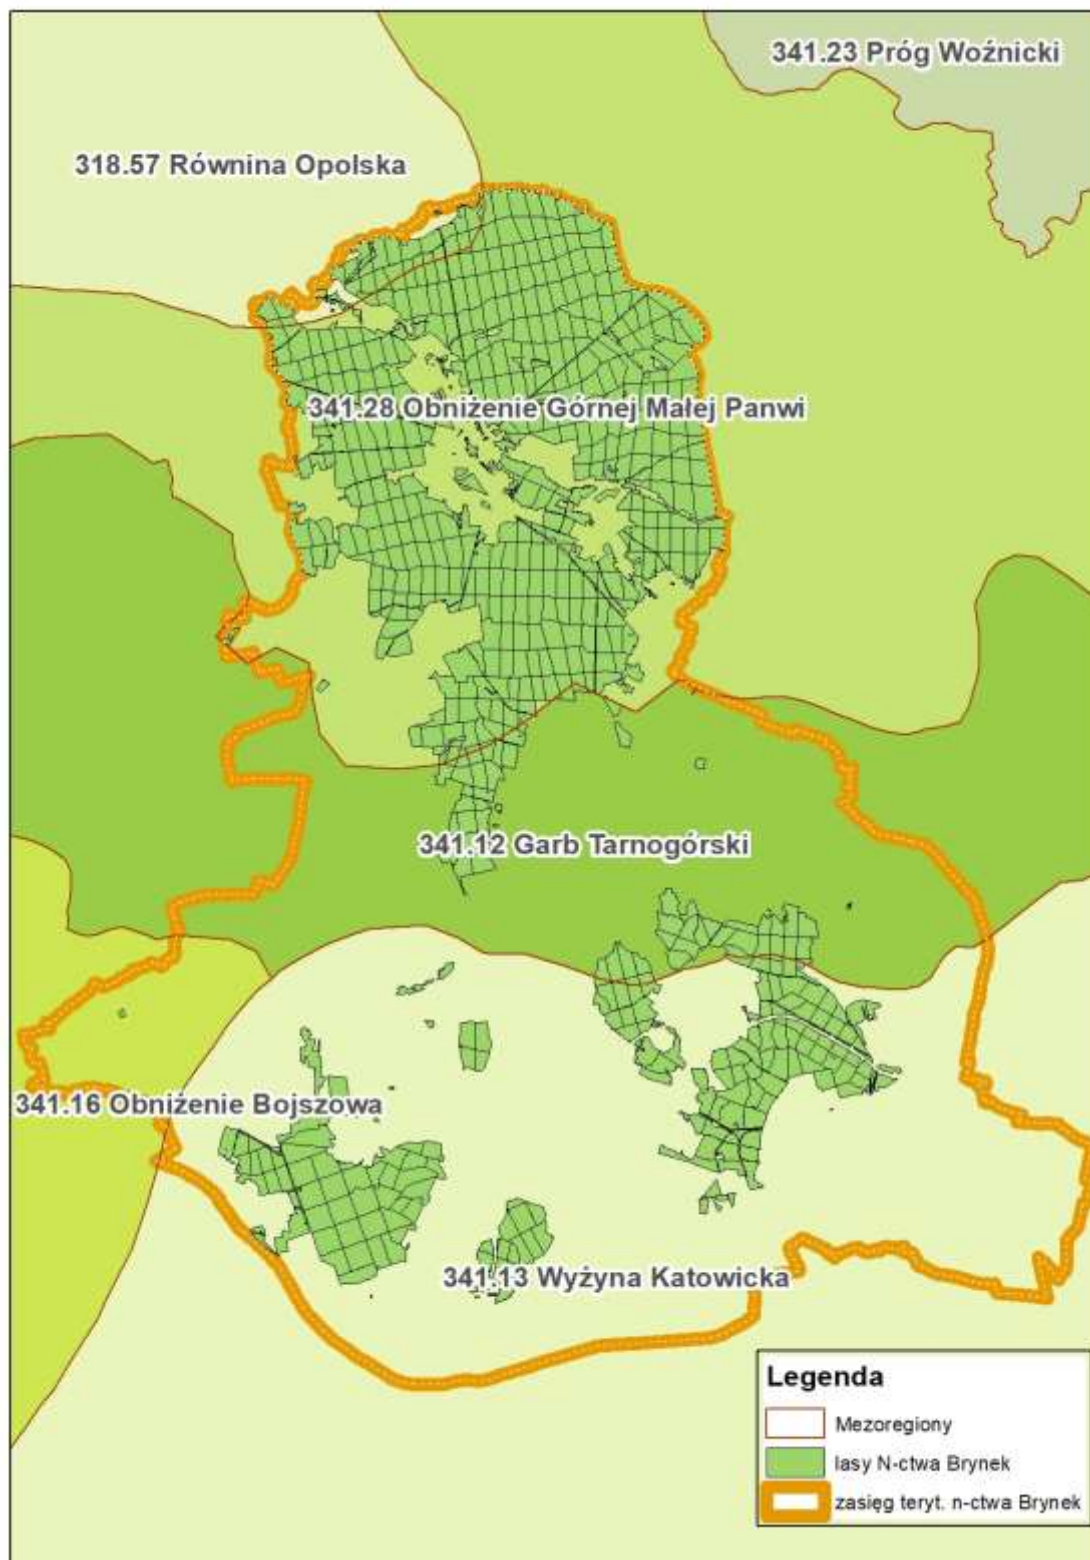 341.23 Próg Woźnicki
318.57 Równina Opolska
341.28 Obniżenie Górnej Małej Panwi
341.12 Garb Tarnogórski
341.16 Obniżenie Bojszowa
341.13 Wyżyna Katowicka
Legenda
Mezoregiony
lasy N-ctwa Brynek
zasięg teryt. n-ctwa Brynek